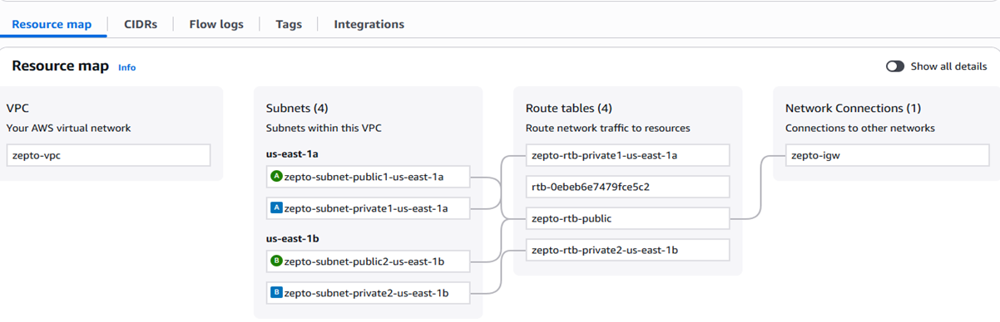 Resource map
CIDRs
Flow logs
Tags
Integrations
Resource map Info
Show all details
VPC
Your AWS virtual network
zepto-vpc
Subnets (4)
Subnets within this VPC
us-east-1a
A zepto-subnet-public1-us-east-1a
A zepto-subnet-private1-us-east-1a
us-east-1b
B zepto-subnet-public2-us-east-1b
B zepto-subnet-private2-us-east-1b
Route tables (4)
Route network traffic to resources
zepto-rtb-private1-us-east-1a
rtb-0ebeb6e7479fce5c2
zepto-rtb-public
zepto-rtb-private2-us-east-1b
Network Connections (1)
Connections to other networks
zepto-igw